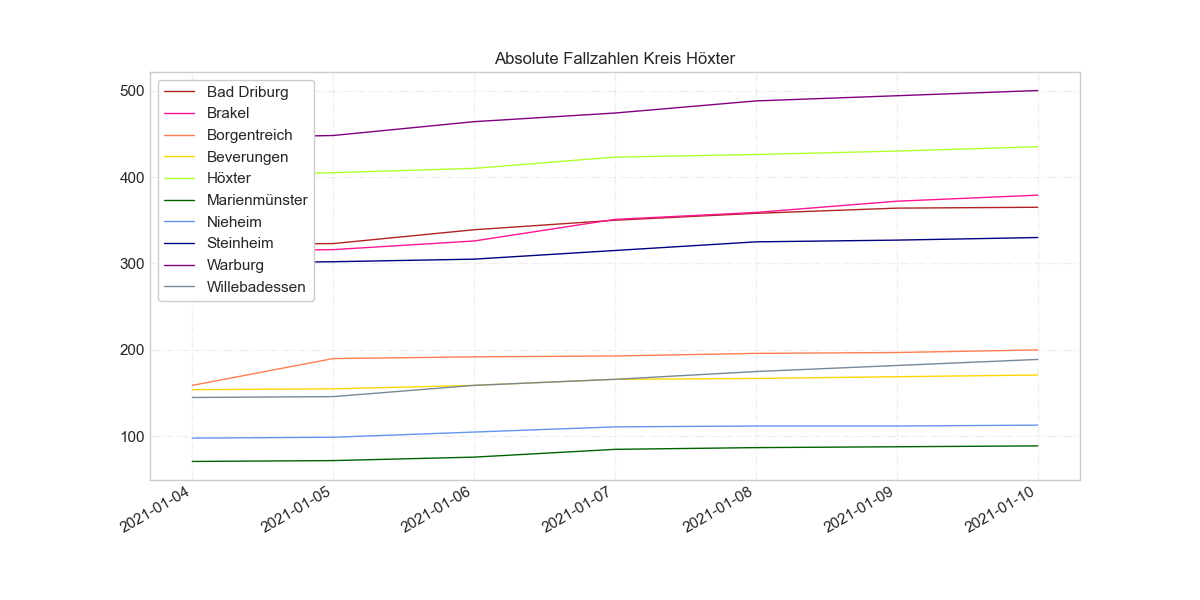 Absolute Fallzahlen Kreis Höxter
500
400
300
200
100
Bad Driburg
Brakel
Borgentreich
Beverungen
Höxter
Marienmünster
Nieheim
Steinheim
Warburg
Willebadessen
2021-01-04
2021-01-05
2021-01-06
2021-01-07
2021-01-08
2021-01-09
2021-01-10